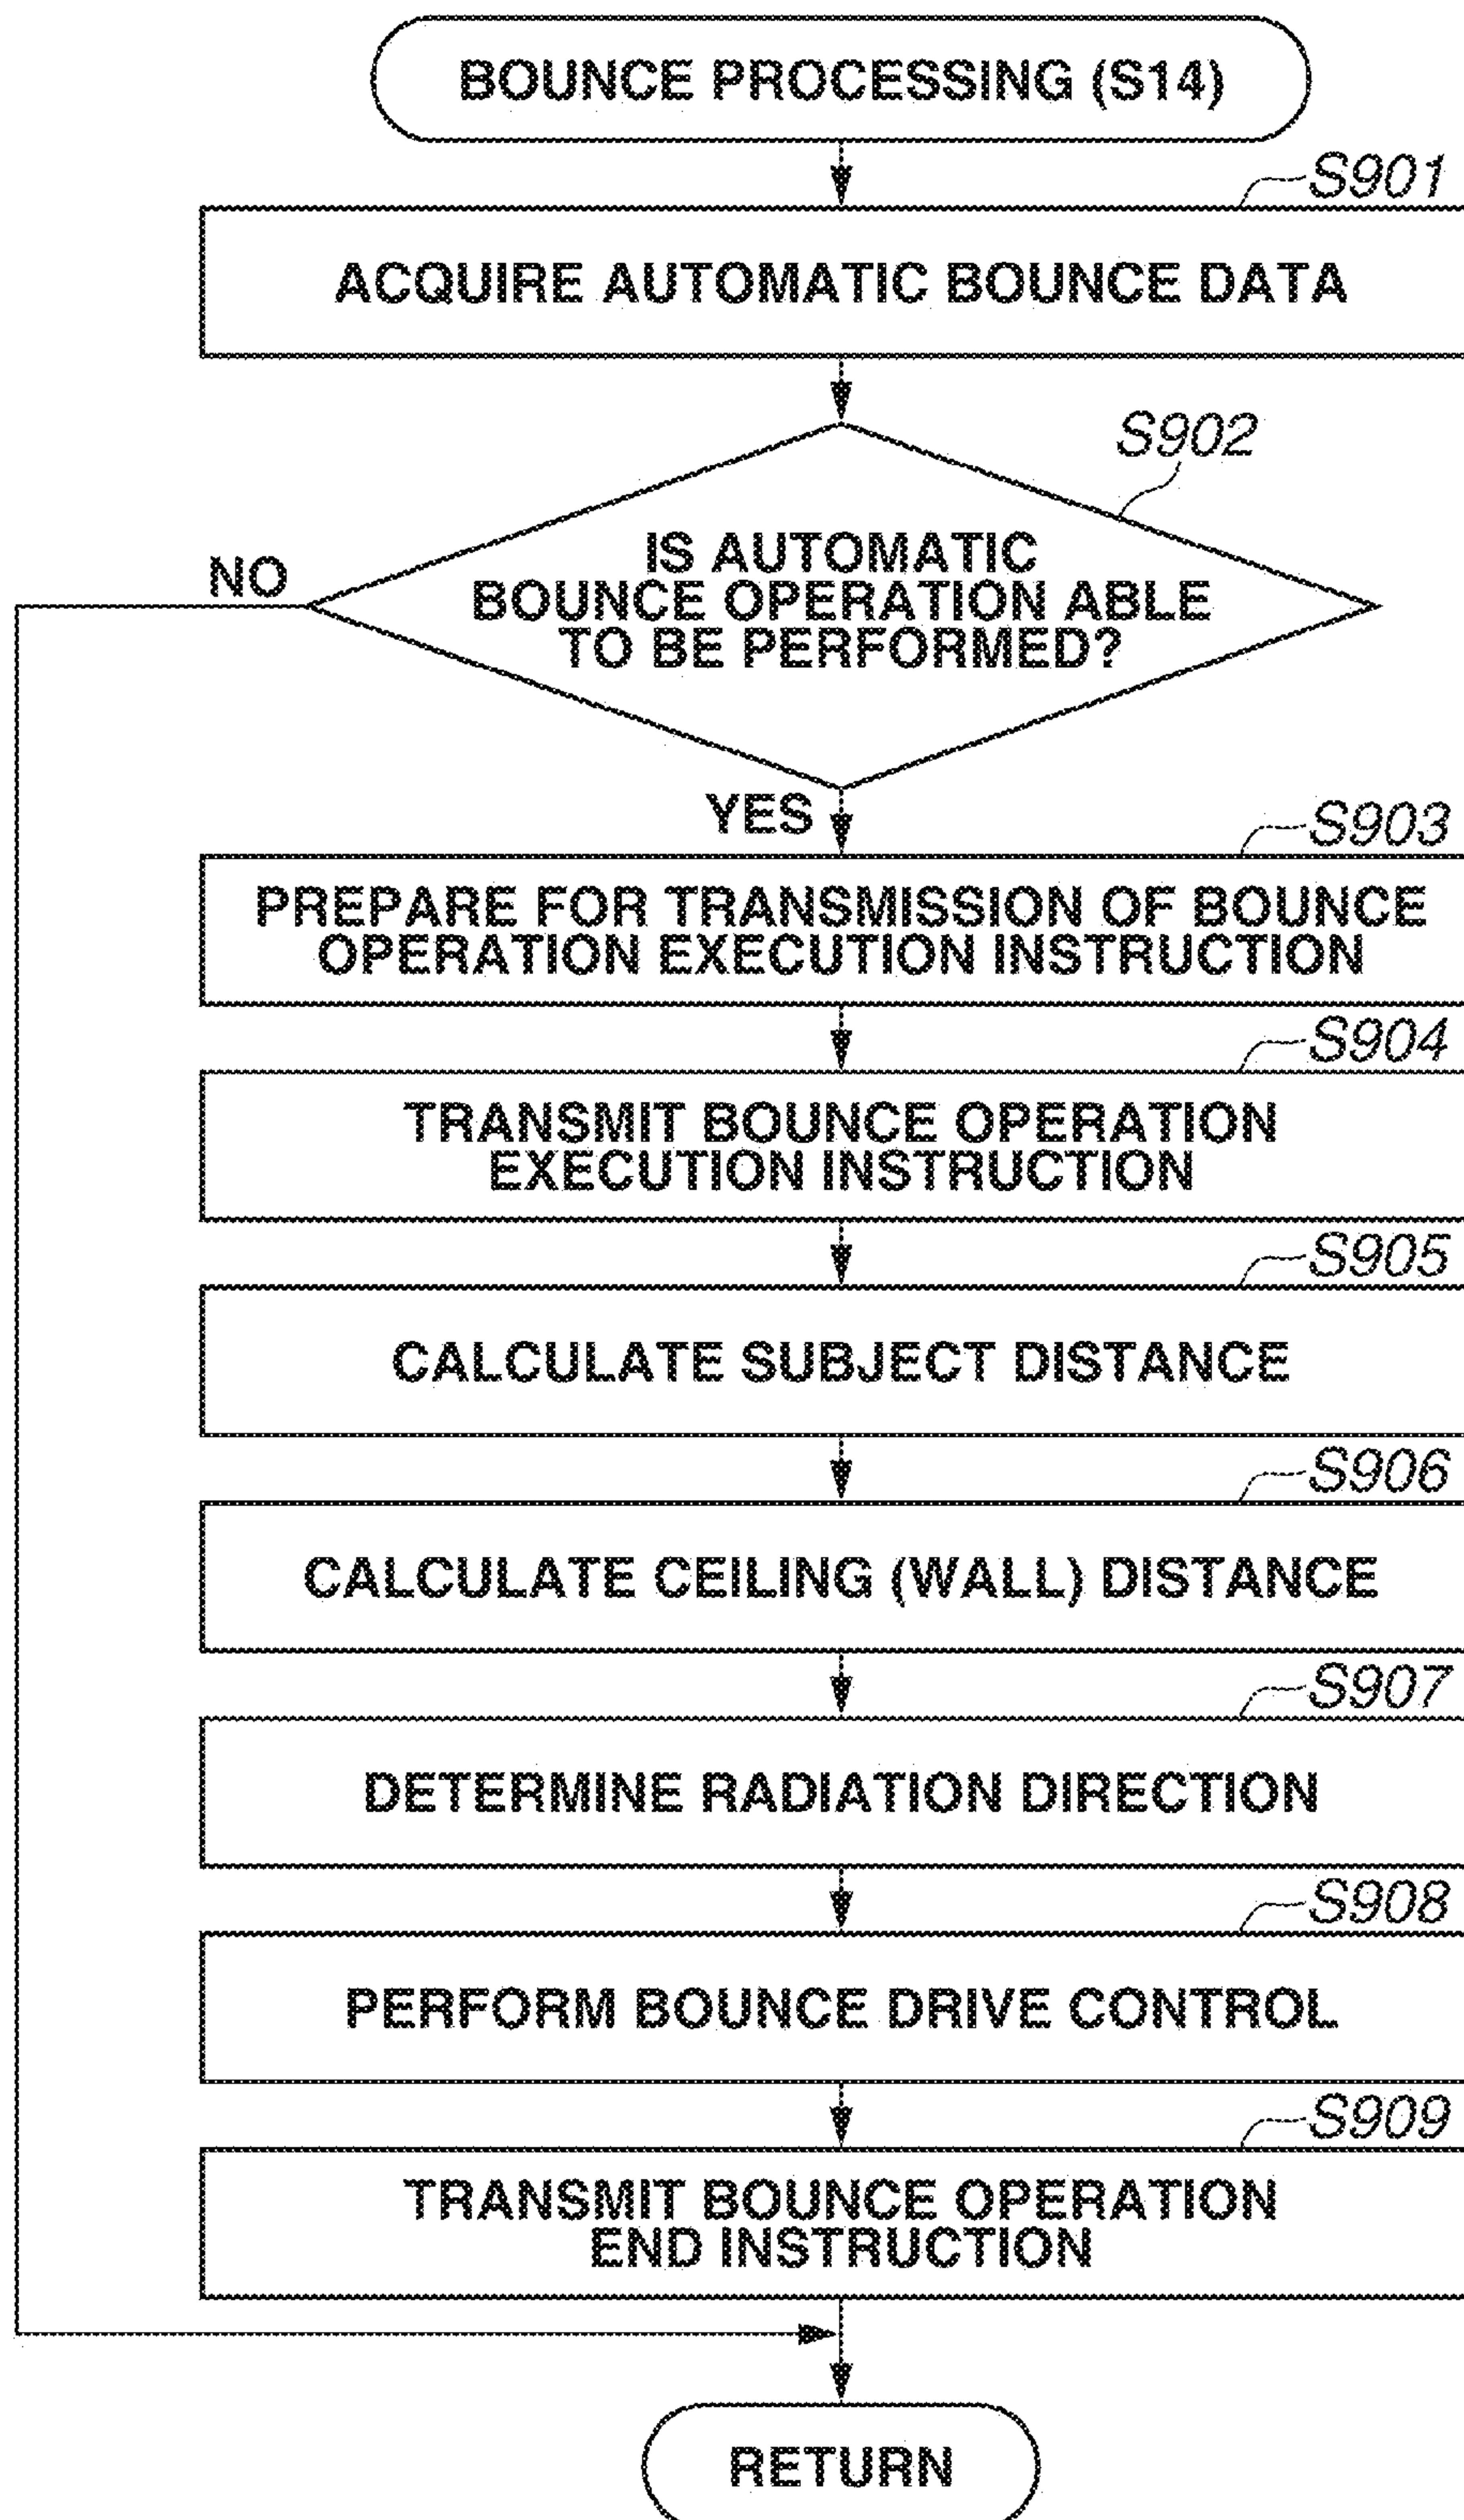 BOUNCE PROCESSING (S14)
S901
ACQUIRE AUTOMATIC BOUNCE DATA
S902
IS AUTOMATIC
BOUNCE OPERATION ABLE
TO BE PERFORMED?
NO
YES
S903
PREPARE FOR TRANSMISSION OF BOUNCE
OPERATION EXECUTION INSTRUCTION
S904
TRANSMIT BOUNCE OPERATION
EXECUTION INSTRUCTION
S905
CALCULATE SUBJECT DISTANCE
S906
CALCULATE CEILING (WALL) DISTANCE
S907
DETERMINE RADIATION DIRECTION
S908
PERFORM BOUNCE DRIVE CONTROL
S909
TRANSMIT BOUNCE OPERATION
END INSTRUCTION
RETURN